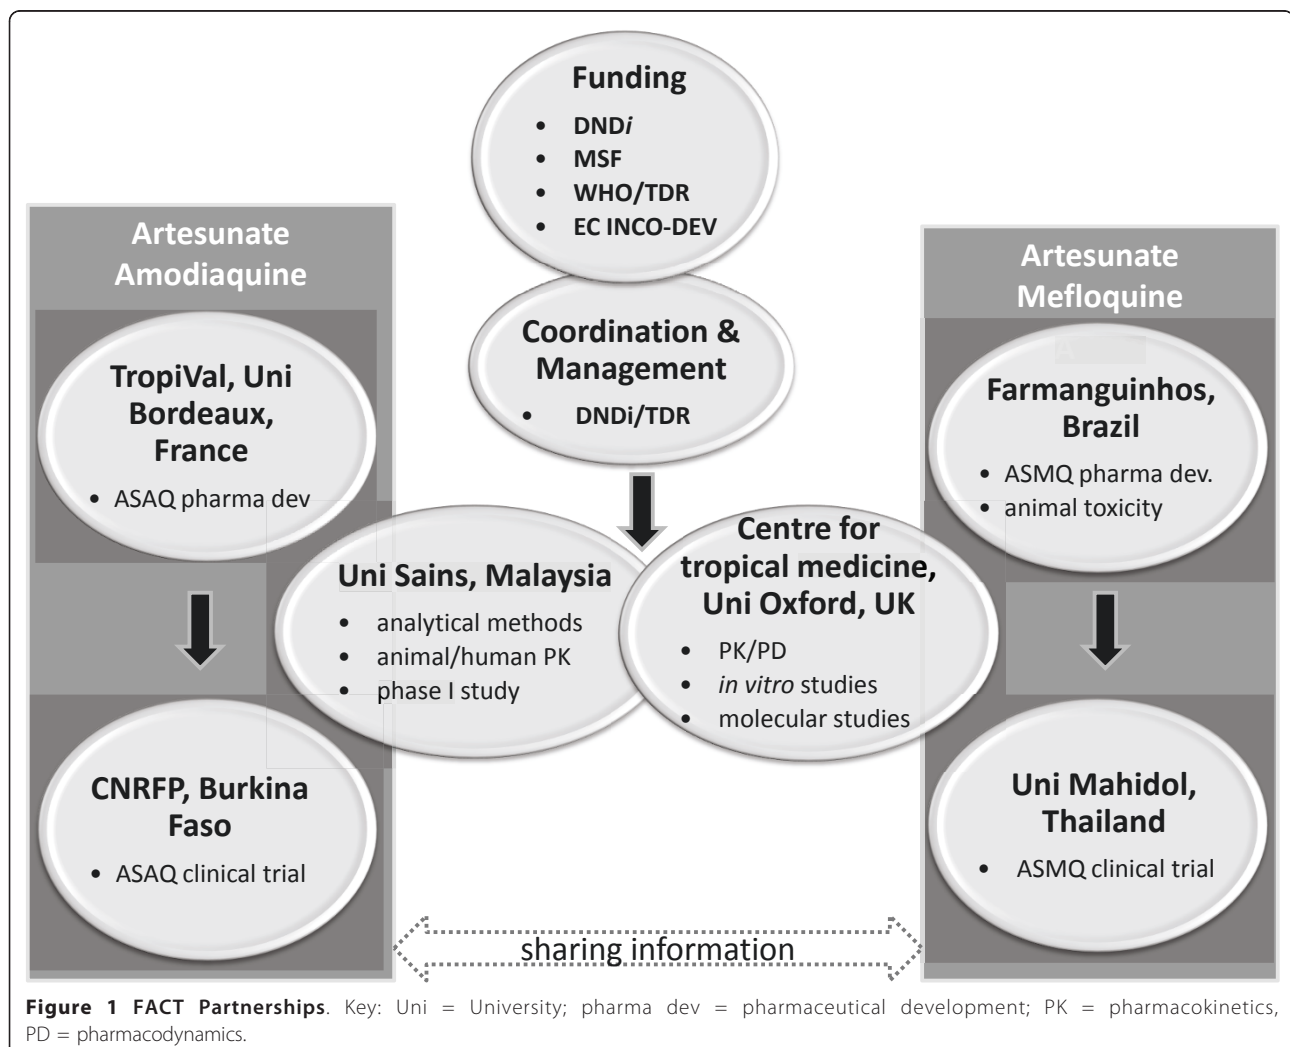 Funding
• DNDi
• MSF
• WHO/TDR
• EC INCO-DEV
Coordination &
Management
• DNDi/TDR
Artesunate
Amodiaquine
TropiVal, Uni
Bordeaux,
France
• ASAQ pharma dev
CNRFP, Burkina
Faso
• ASAQ clinical trial
Uni Sains, Malaysia
• analytical methods
• animal/human PK
• phase I study
Centre for
tropical medicine,
Uni Oxford, UK
• PK/PD
• in vitro studies
• molecular studies
Artesunate
Mefloquine
Farmanguinhos,
Brazil
• ASMQ pharma dev.
• animal toxicity
Uni Mahidol,
Thailand
• ASMQ clinical trial
sharing information
Figure 1 FACT Partnerships. Key: Uni = University; pharma dev = pharmaceutical development; PK = pharmacokinetics,
PD = pharmacodynamics.